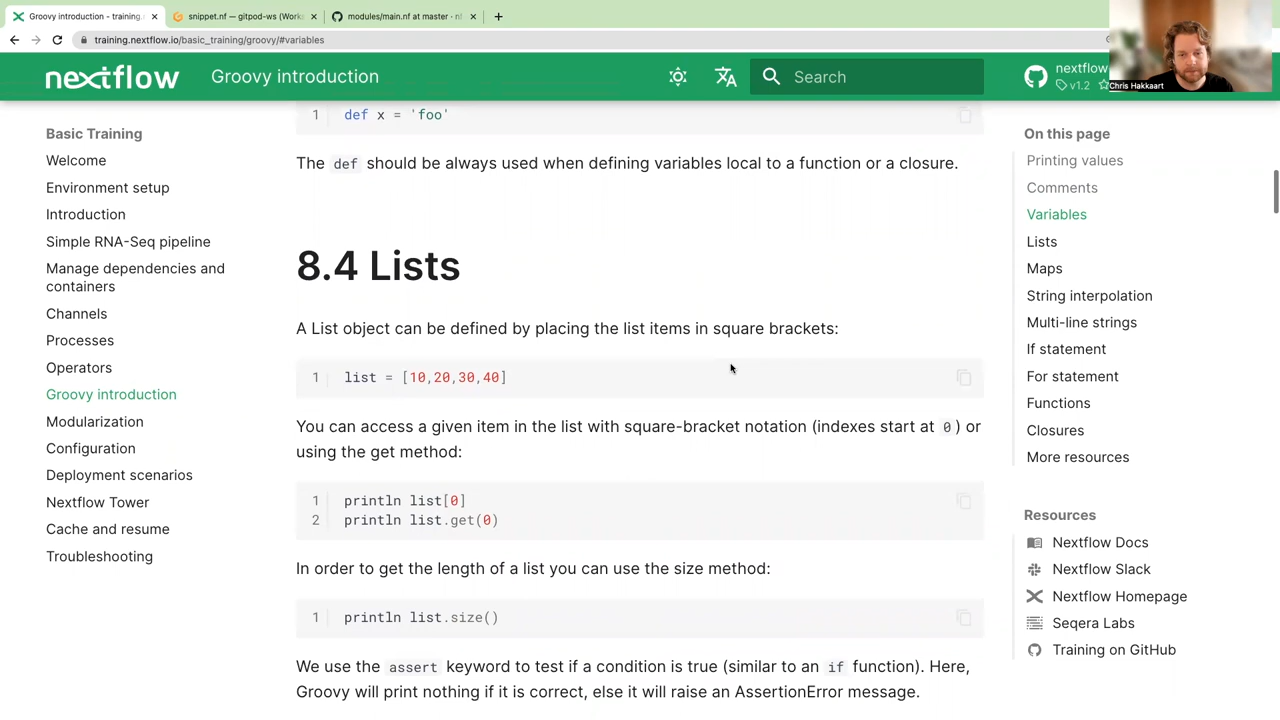 Groovy introduction - training.
snippet.nf — gitpod-ws (Works
modules/main.nf at master · nf
training.nextflow.io/basic_training/groovy/#variables
Chris Hakkaart
nextflow
Groovy introduction
Search
nextflow
v1.2
Basic Training
Welcome
Environment setup
Introduction
Simple RNA-Seq pipeline
Manage dependencies and
containers
Channels
Processes
Operators
Groovy introduction
Modularization
Configuration
Deployment scenarios
Nextflow Tower
Cache and resume
Troubleshooting
1 def x = 'foo'
The def should be always used when defining variables local to a function or a closure.
8.4 Lists
A List object can be defined by placing the list items in square brackets:
1 list = [10,20,30,40]
You can access a given item in the list with square-bracket notation (indexes start at 0) or
using the get method:
1 println list[0]
2 println list.get(0)
In order to get the length of a list you can use the size method:
1 println list.size()
We use the assert keyword to test if a condition is true (similar to an if function). Here,
Groovy will print nothing if it is correct, else it will raise an AssertionError message.
On this page
Printing values
Comments
Variables
Lists
Maps
String interpolation
Multi-line strings
If statement
For statement
Functions
Closures
More resources
Resources
Nextflow Docs
Nextflow Slack
Nextflow Homepage
Seqera Labs
Training on GitHub